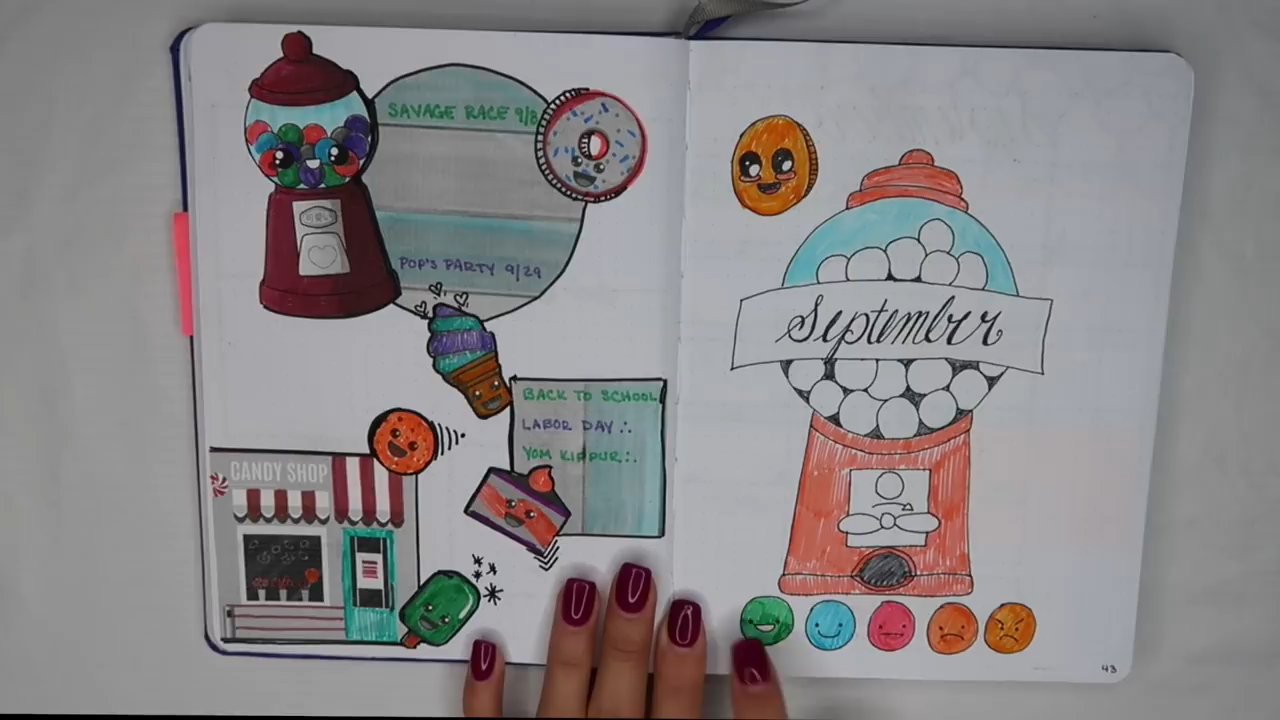 SAVAGE RACE 9/8
POP'S PARTY 9/29
BACK TO SCHOOL
LABOR DAY ∴
YOM KIPPUR ∴
CANDY SHOP
September
43